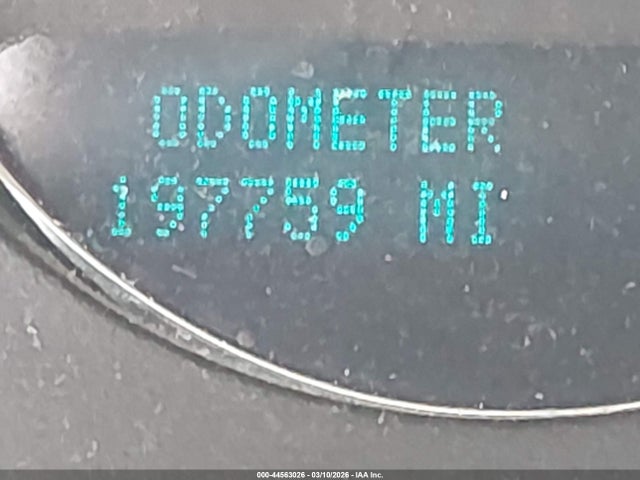 ODOMETER
197759 MI
000-44563026 - 03/10/2026 - IAA Inc.